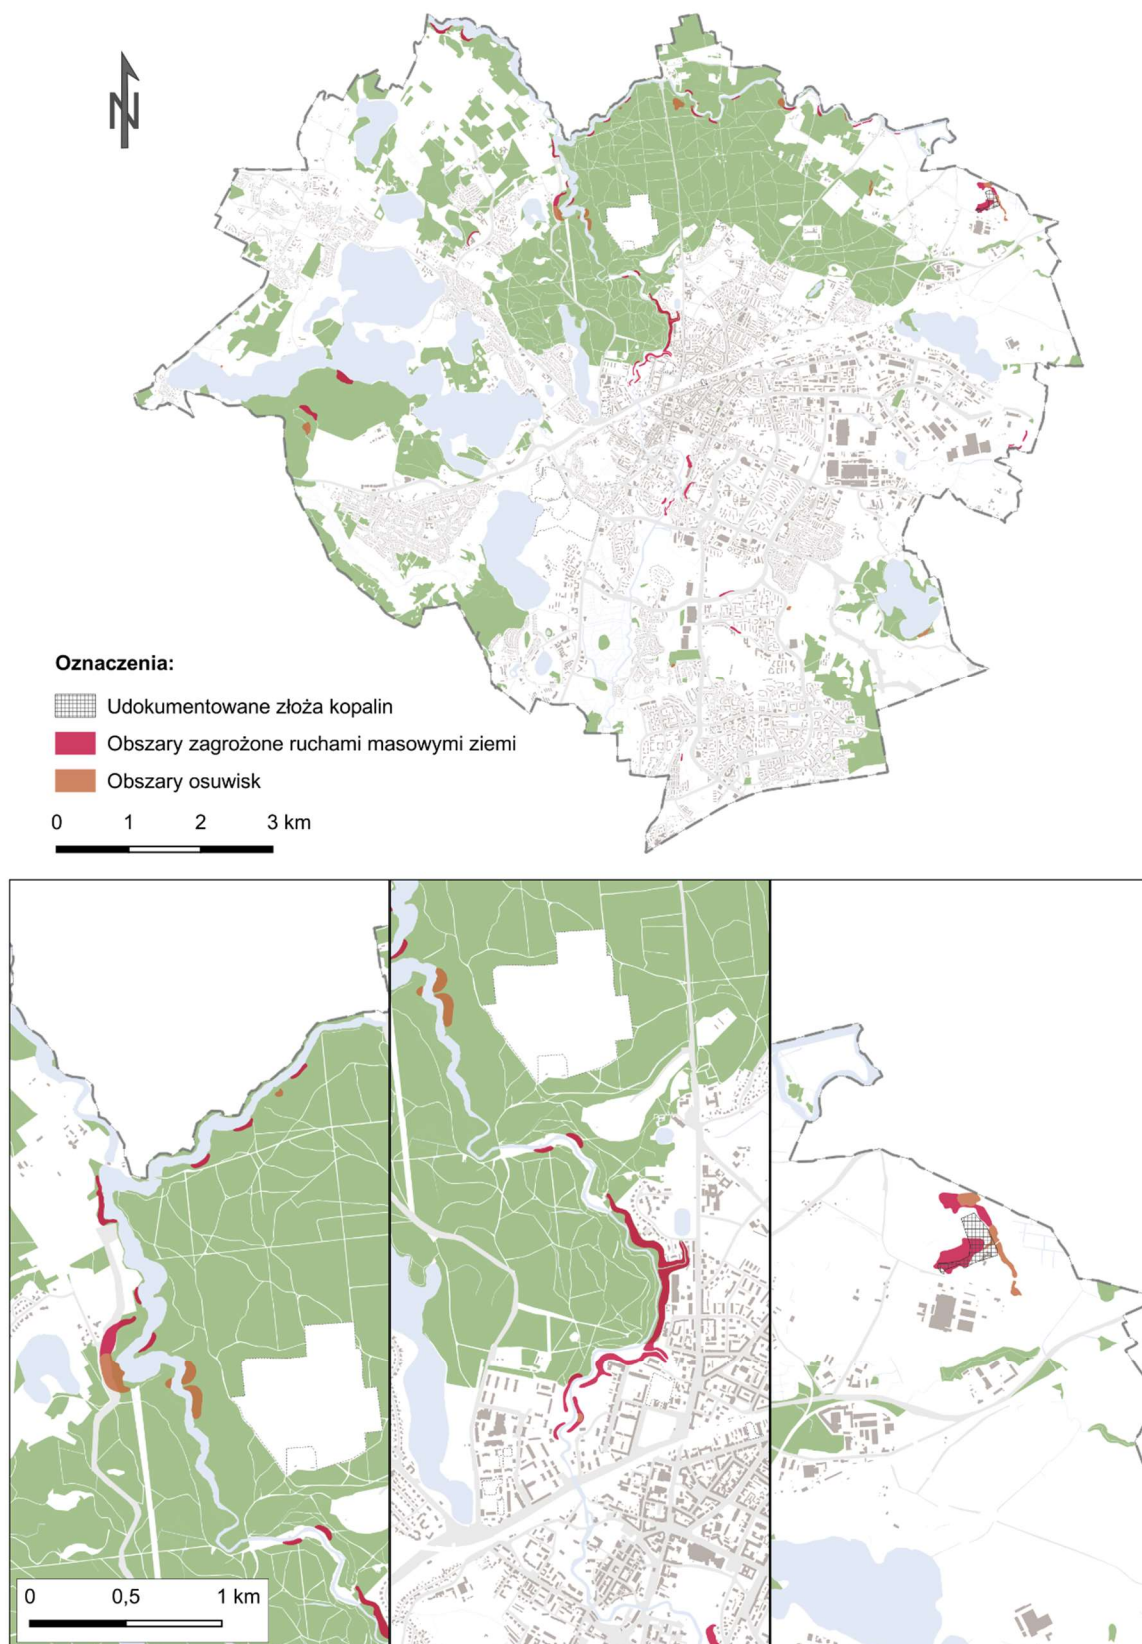 N
Oznaczenia:
Udokumentowane złoża kopalin
Obszary zagrożone ruchami masowymi ziemi
Obszary osuwisk
0 1 2 3 km
0 0,5 1 km